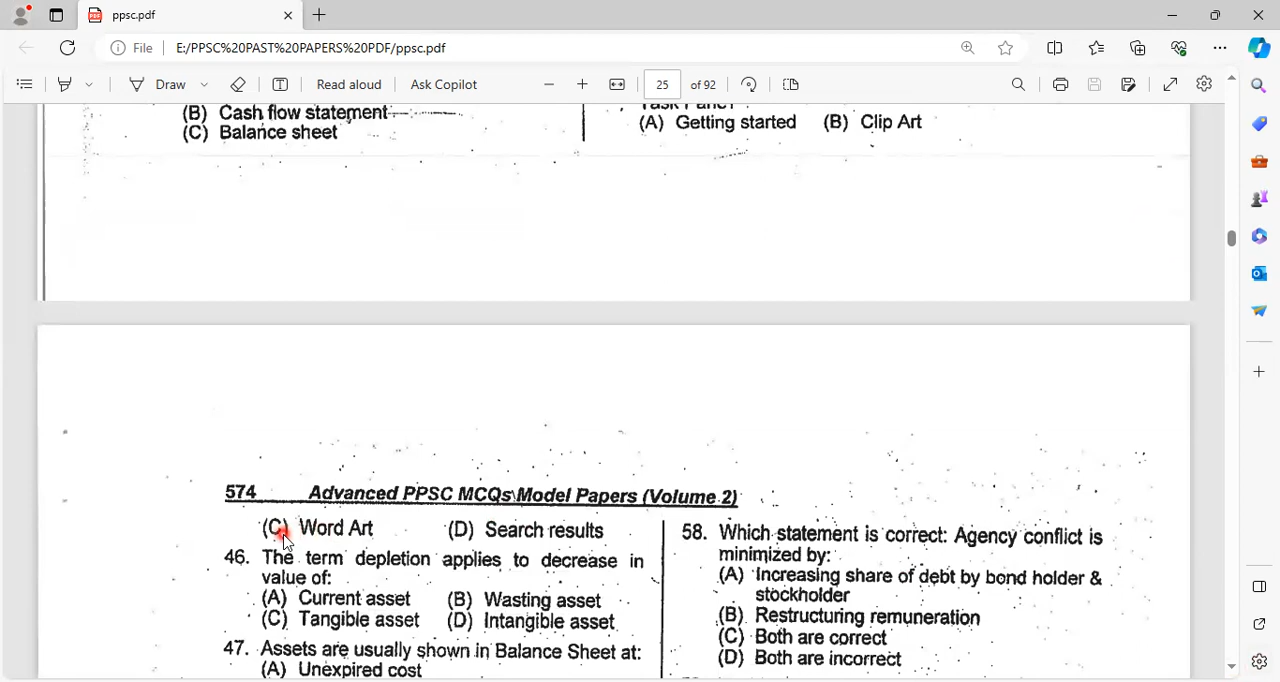 ppsc.pdf
File
E:/PPSC%20PAST%20PAPERS%20PDF/ppsc.pdf
Draw
Read aloud
Ask Copilot
25
of 92
(B) Cash flow statement
(C) Balance sheet
(A) Getting started (B) Clip Art
574 Advanced PPSC MCQs Model Papers (Volume 2)
(C) Word Art (D) Search results
46. The term depletion applies to decrease in
value of:
(A) Current asset (B) Wasting asset
(C) Tangible asset (D) Intangible asset
47. Assets are usually shown in Balance Sheet at:
(A) Unexpired cost
58. Which statement is correct: Agency conflict is
minimized by:
(A) Increasing share of debt by bond holder &
stockholder
(B) Restructuring remuneration
(C) Both are correct
(D) Both are incorrect